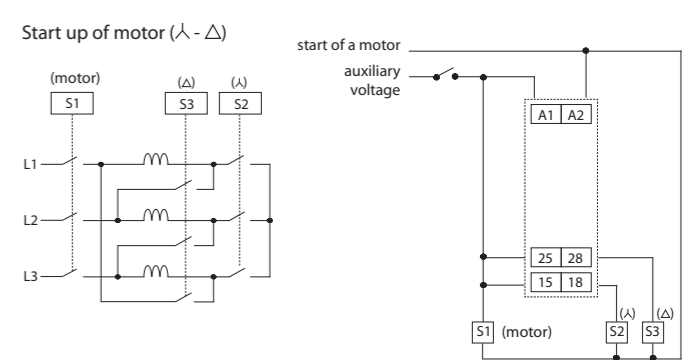 Start up of motor (⅄ - △)
(motor) (△) (⅄)
S1 S3 S2
L1
L2
L3
start of a motor
auxiliary
voltage
A1 A2
25 28
15 18
(⅄) (△)
S1 (motor) S2 S3